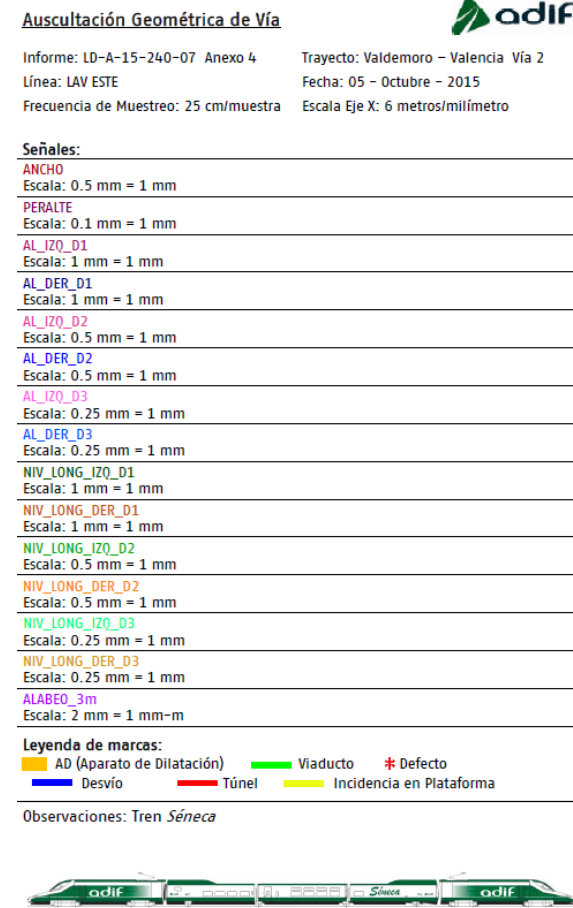 Auscultación Geométrica de Vía
adif
Informe: LD-A-15-240-07 Anexo 4
Trayecto: Valdemoro – Valencia Vía 2
Línea: LAV ESTE
Fecha: 05 - Octubre - 2015
Frecuencia de Muestreo: 25 cm/muestra
Escala Eje X: 6 metros/milímetro
Señales:
ANCHO
Escala: 0.5 mm = 1 mm
PERALTE
Escala: 0.1 mm = 1 mm
AL_IZQ_D1
Escala: 1 mm = 1 mm
AL_DER_D1
Escala: 1 mm = 1 mm
AL_IZQ_D2
Escala: 0.5 mm = 1 mm
AL_DER_D2
Escala: 0.5 mm = 1 mm
AL_IZQ_D3
Escala: 0.25 mm = 1 mm
AL_DER_D3
Escala: 0.25 mm = 1 mm
NIV_LONG_IZQ_D1
Escala: 1 mm = 1 mm
NIV_LONG_DER_D1
Escala: 1 mm = 1 mm
NIV_LONG_IZQ_D2
Escala: 0.5 mm = 1 mm
NIV_LONG_DER_D2
Escala: 0.5 mm = 1 mm
NIV_LONG_IZQ_D3
Escala: 0.25 mm = 1 mm
NIV_LONG_DER_D3
Escala: 0.25 mm = 1 mm
ALABEO_3m
Escala: 2 mm = 1 mm-m
Leyenda de marcas:
AD (Aparato de Dilatación) Viaducto * Defecto
Desvío Túnel Incidencia en Plataforma
Observaciones: Tren Séneca
adif Séneca adif